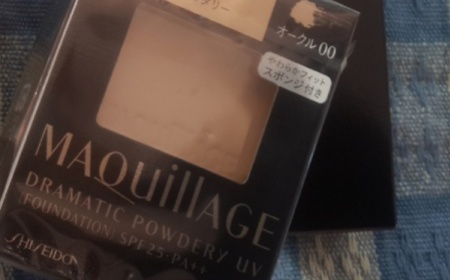 オークル00
やわらかフィット
スポンジ付き
MAQuillAGE
DRAMATIC POWDERY UV
(FOUNDATION) SPF25・PA++
SHISEIDO